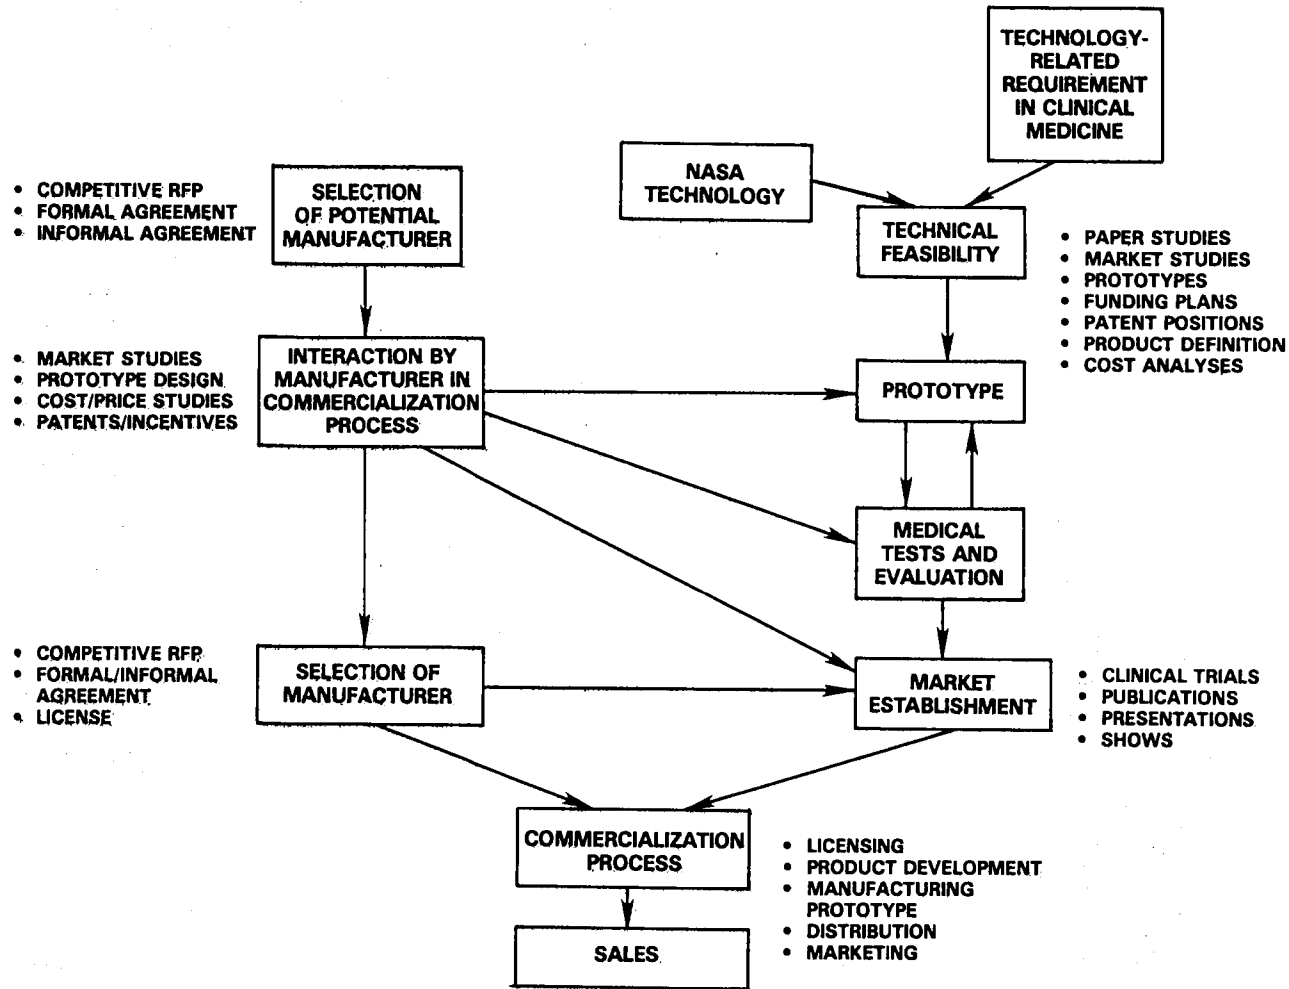 TECHNOLOGY-
RELATED
REQUIREMENT
IN CLINICAL
MEDICINE
NASA
TECHNOLOGY
• COMPETITIVE RFP
• FORMAL AGREEMENT
• INFORMAL AGREEMENT
SELECTION
OF POTENTIAL
MANUFACTURER
TECHNICAL
FEASIBILITY
• PAPER STUDIES
• MARKET STUDIES
• PROTOTYPES
• FUNDING PLANS
• PATENT POSITIONS
• PRODUCT DEFINITION
• COST ANALYSES
• MARKET STUDIES
• PROTOTYPE DESIGN
• COST/PRICE STUDIES
• PATENTS/INCENTIVES
INTERACTION BY
MANUFACTURER IN
COMMERCIALIZATION
PROCESS
PROTOTYPE
MEDICAL
TESTS AND
EVALUATION
• COMPETITIVE RFP
• FORMAL/INFORMAL
AGREEMENT
• LICENSE
SELECTION OF
MANUFACTURER
MARKET
ESTABLISHMENT
• CLINICAL TRIALS
• PUBLICATIONS
• PRESENTATIONS
• SHOWS
COMMERCIALIZATION
PROCESS
• LICENSING
• PRODUCT DEVELOPMENT
• MANUFACTURING
PROTOTYPE
• DISTRIBUTION
• MARKETING
SALES